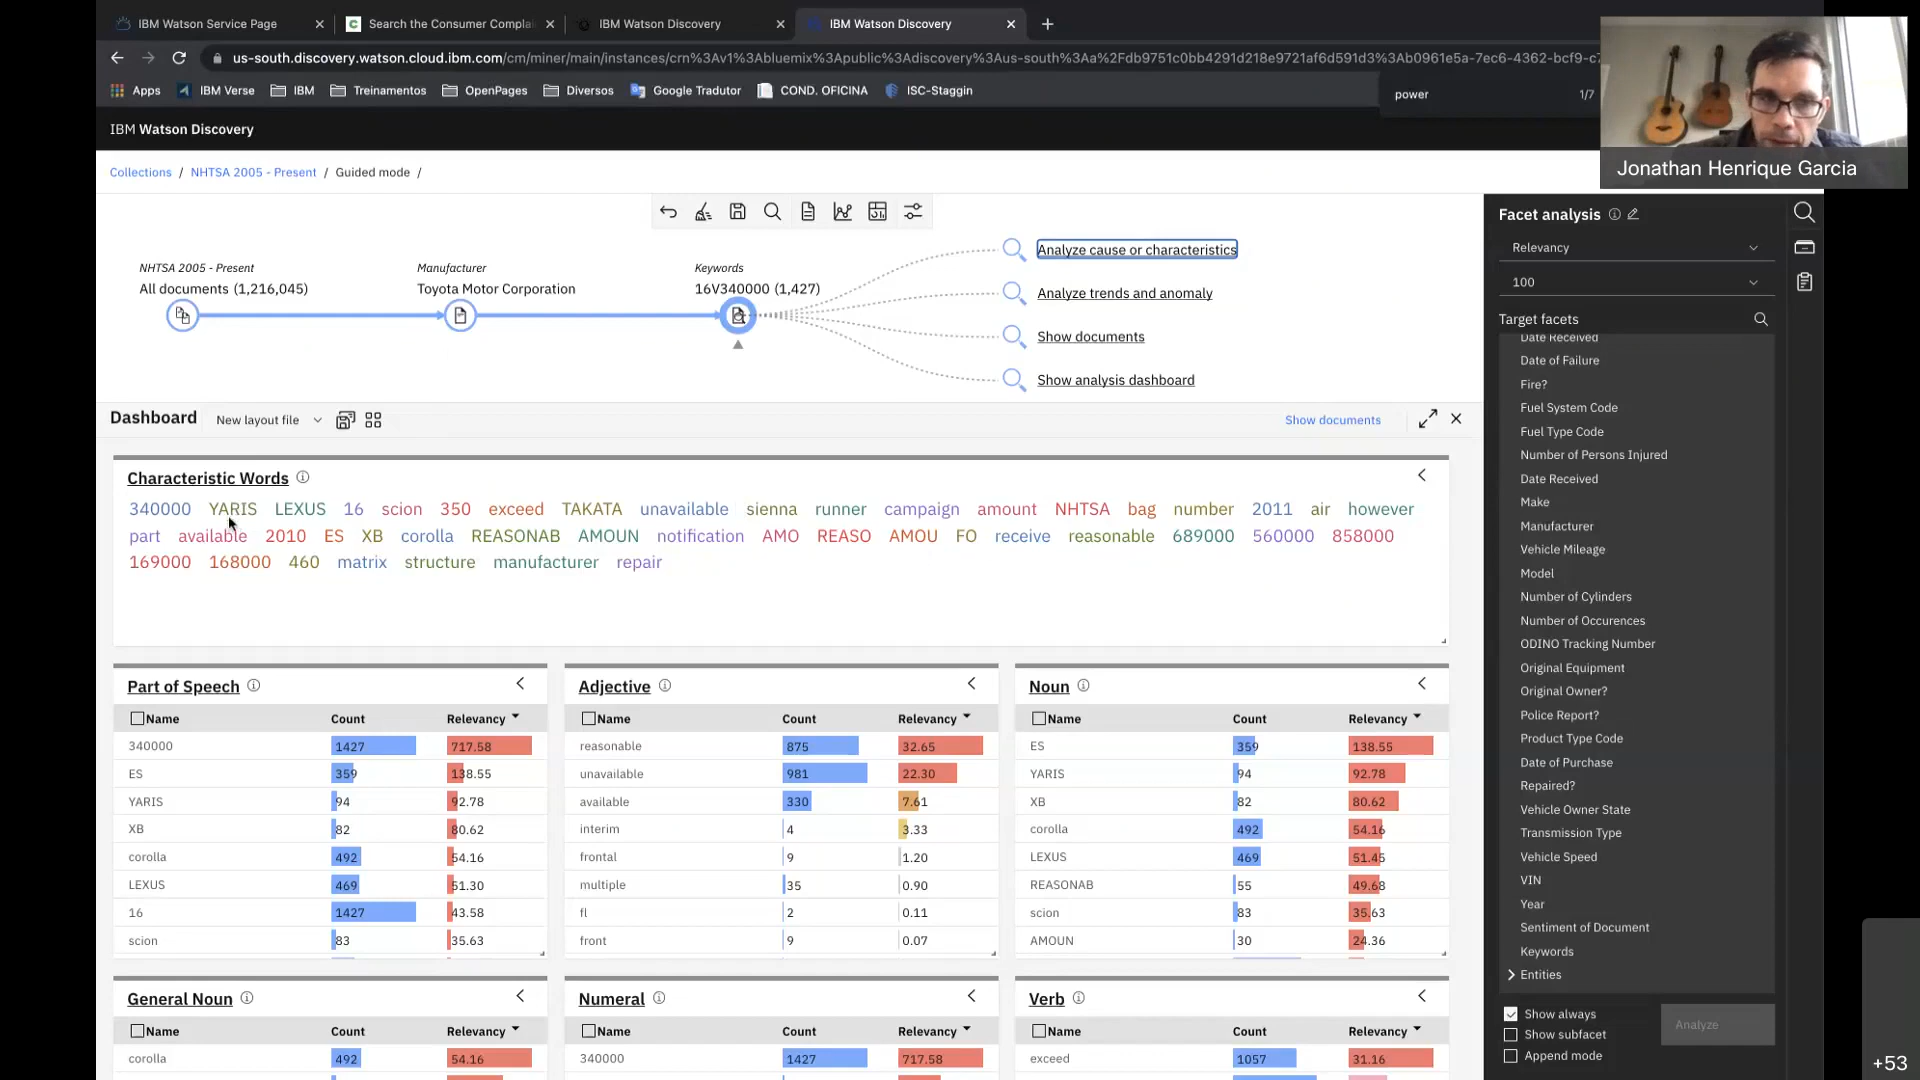 IBM Watson Service Page
Search the Consumer Complai
IBM Watson Discovery
IBM Watson Discovery
us-south.discovery.watson.cloud.ibm.com/cm/miner/main/instances/crn%3Av1%3Abluemix%3Apublic%3Adiscovery%3Aus-south%3Aa%2Fdb9751c0bb4291d218e9721af6d591d3%3Ab0961e5a-7ec6-4362-bcf9-c7
Apps IBM Verse IBM Treinamentos OpenPages Diversos Google Tradutor COND. OFICINA ISC-Staggin
power 1/7
Jonathan Henrique Garcia
IBM Watson Discovery
Collections / NHTSA 2005 - Present / Guided mode /
NHTSA 2005 - Present
All documents (1,216,045)
Manufacturer
Toyota Motor Corporation
Keywords
16V340000 (1,427)
Analyze cause or characteristics
Analyze trends and anomaly
Show documents
Show analysis dashboard
Dashboard New layout file Show documents
Characteristic Words
340000 YARIS LEXUS 16 scion 350 exceed TAKATA unavailable sienna runner campaign amount NHTSA bag number 2011 air however
part available 2010 ES XB corolla REASONAB AMOUN notification AMO REASO AMOU FO receive reasonable 689000 560000 858000
169000 168000 460 matrix structure manufacturer repair
Part of Speech
Name Count Relevancy
340000 1427 717.58
ES 359 138.55
YARIS 94 92.78
XB 82 80.62
corolla 492 54.16
LEXUS 469 51.30
16 1427 43.58
scion 83 35.63
Adjective
Name Count Relevancy
reasonable 875 32.65
unavailable 981 22.30
available 330 7.61
interim 4 3.33
frontal 9 1.20
multiple 35 0.90
fl 2 0.11
front 9 0.07
Noun
Name Count Relevancy
ES 359 138.55
YARIS 94 92.78
XB 82 80.62
corolla 492 54.16
LEXUS 469 51.45
REASONAB 55 49.68
scion 83 35.63
AMOUN 30 24.36
General Noun
Name Count Relevancy
corolla 492 54.16
Numeral
Name Count Relevancy
340000 1427 717.58
Verb
Name Count Relevancy
exceed 1057 31.16
Facet analysis
Relevancy
100
Target facets
Date Received
Date of Failure
Fire?
Fuel System Code
Fuel Type Code
Number of Persons Injured
Date Received
Make
Manufacturer
Vehicle Mileage
Model
Number of Cylinders
Number of Occurences
ODINO Tracking Number
Original Equipment
Original Owner?
Police Report?
Product Type Code
Date of Purchase
Repaired?
Vehicle Owner State
Transmission Type
Vehicle Speed
VIN
Year
Sentiment of Document
Keywords
Entities
Show always
Show subfacet
Append mode
Analyze
+53